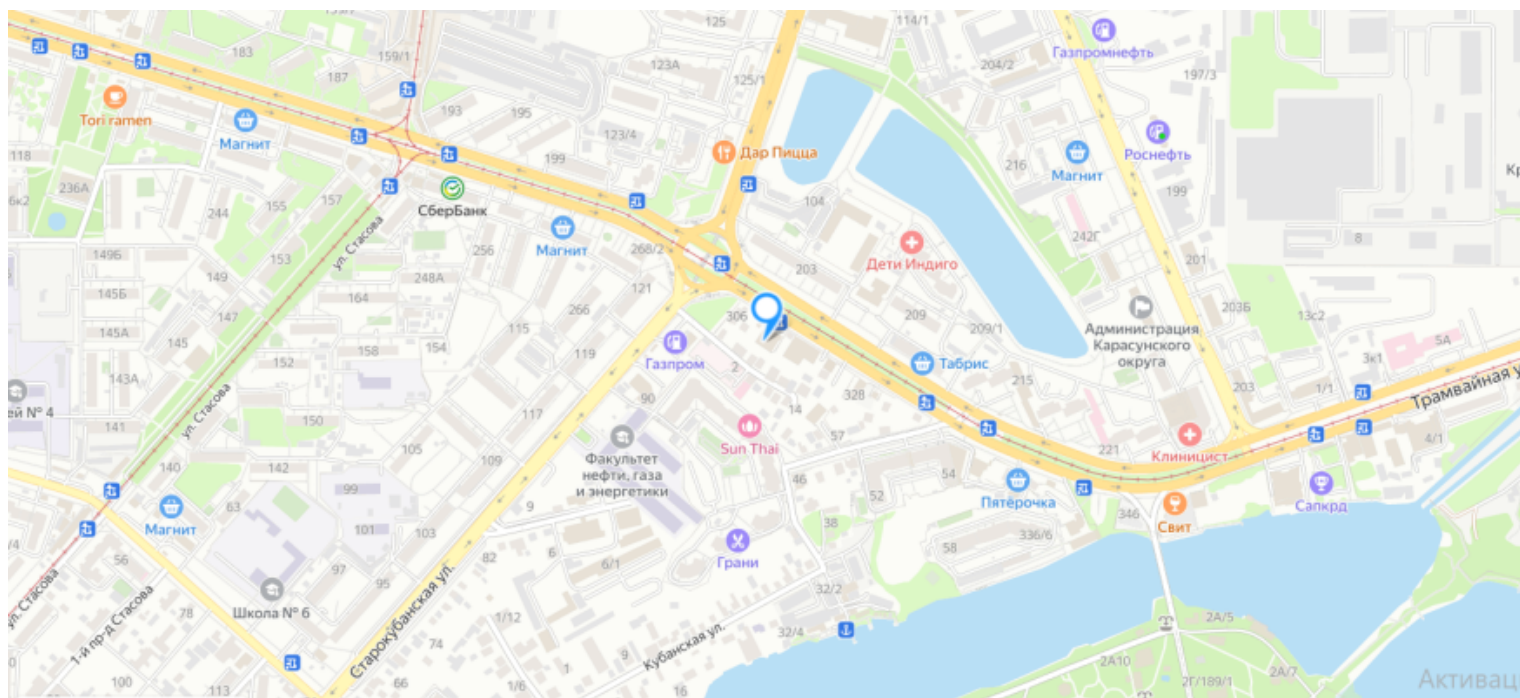 125
114/1
183
159/1
Газпромнефть
204/2
123А
125/1
197/3
187
Tori ramen
193
195
Магнит
123/4
Дар Пицца
Роснефть
118
199
216
Магнит
236А
6к2
СберБанк
104
199
244
155
157
Магнит
268/2
242Г
8
256
149Б
153
ул. Стасова
203
Дети Индиго
201
149
248А
121
145Б
164
266
306
209
203Б
147
115
209/1
Администрация
Карасунского
округа
13с2
145А
158
154
5А
152
119
Газпром
2
Табрис
3к1
143А
215
1/1
203
Трамвайная у
ей № 4
ул. Стасова
90
328
117
14
141
150
105
57
221
4/1
Sun Thai
Клиницист
Факультет
нефти, газа
и энергетики
140
142
109
54
46
99
52
Магнит
63
9
Пятёрочка
Сапкрд
101
103
38
346
Свит
336/6
/4
56
82
6
58
6/1
Грани
97
95
32/2
Школа № 6
ул. Стасова
1-й пр-д Стасова
78
Старокубанская ул.
1/12
2А/5
74
32/4
Кубанская ул.
9
1
2А10
2А/7
100
66
113
1/6
16
2Г/189/1
Активац